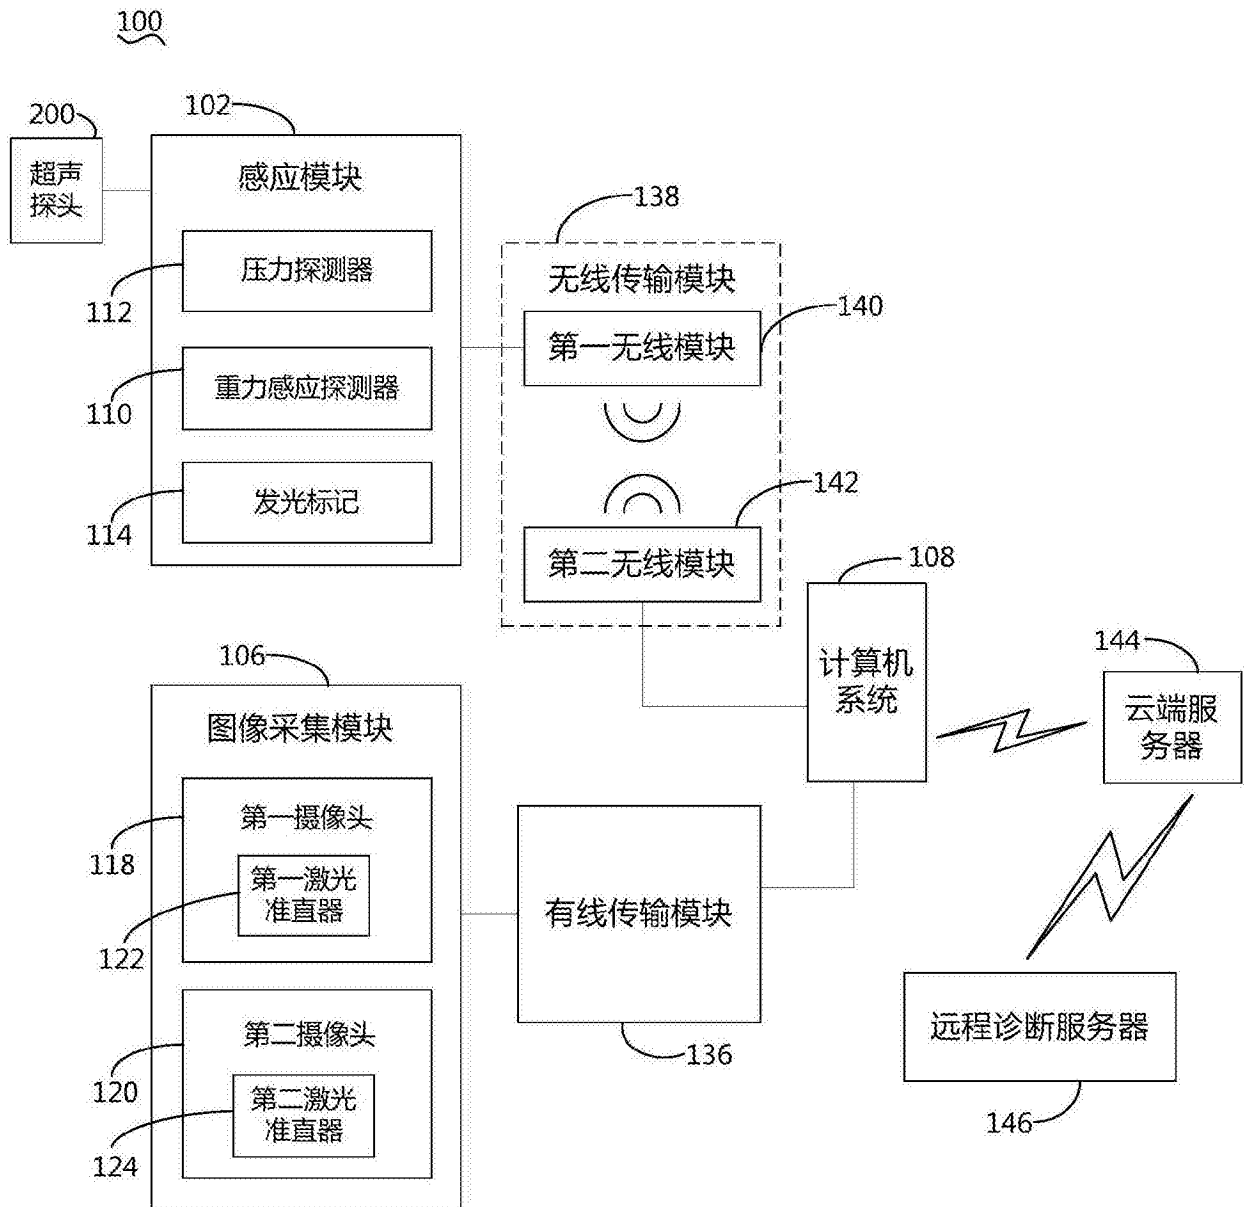 100
200
102
超声
探头
感应模块
压力探测器
112
重力感应探测器
110
发光标记
114
138
无线传输模块
140
第一无线模块
142
第二无线模块
108
计算机
系统
144
云端服
务器
106
图像采集模块
第一摄像头
118
第一激光
准直器
122
第二摄像头
120
第二激光
准直器
124
有线传输模块
136
远程诊断服务器
146